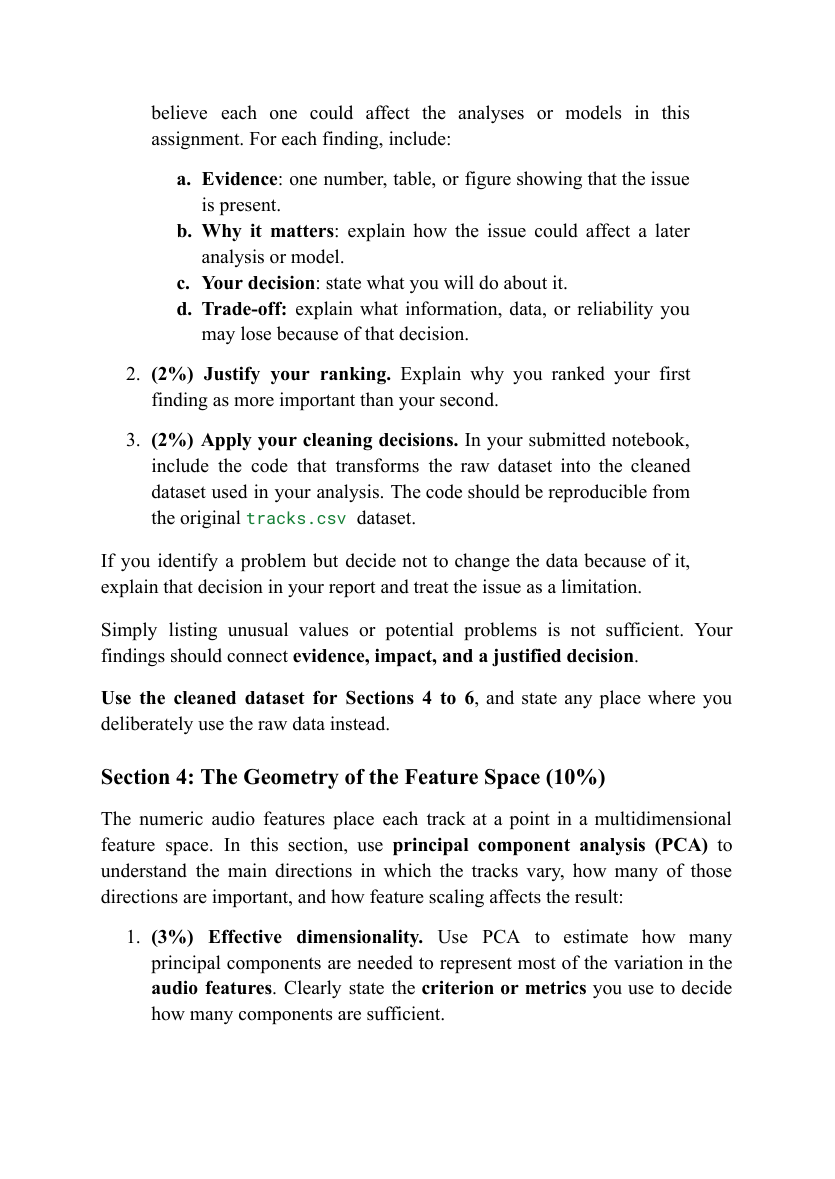 believe each one could affect the analyses or models in this
assignment. For each finding, include:
a. Evidence: one number, table, or figure showing that the issue
is present.
b. Why it matters: explain how the issue could affect a later
analysis or model.
c. Your decision: state what you will do about it.
d. Trade-off: explain what information, data, or reliability you
may lose because of that decision.
2. (2%) Justify your ranking. Explain why you ranked your first
finding as more important than your second.
3. (2%) Apply your cleaning decisions. In your submitted notebook,
include the code that transforms the raw dataset into the cleaned
dataset used in your analysis. The code should be reproducible from
the original tracks.csv dataset.
If you identify a problem but decide not to change the data because of it,
explain that decision in your report and treat the issue as a limitation.
Simply listing unusual values or potential problems is not sufficient. Your
findings should connect evidence, impact, and a justified decision.
Use the cleaned dataset for Sections 4 to 6, and state any place where you
deliberately use the raw data instead.
Section 4: The Geometry of the Feature Space (10%)
The numeric audio features place each track at a point in a multidimensional
feature space. In this section, use principal component analysis (PCA) to
understand the main directions in which the tracks vary, how many of those
directions are important, and how feature scaling affects the result:
1. (3%) Effective dimensionality. Use PCA to estimate how many
principal components are needed to represent most of the variation in the
audio features. Clearly state the criterion or metrics you use to decide
how many components are sufficient.